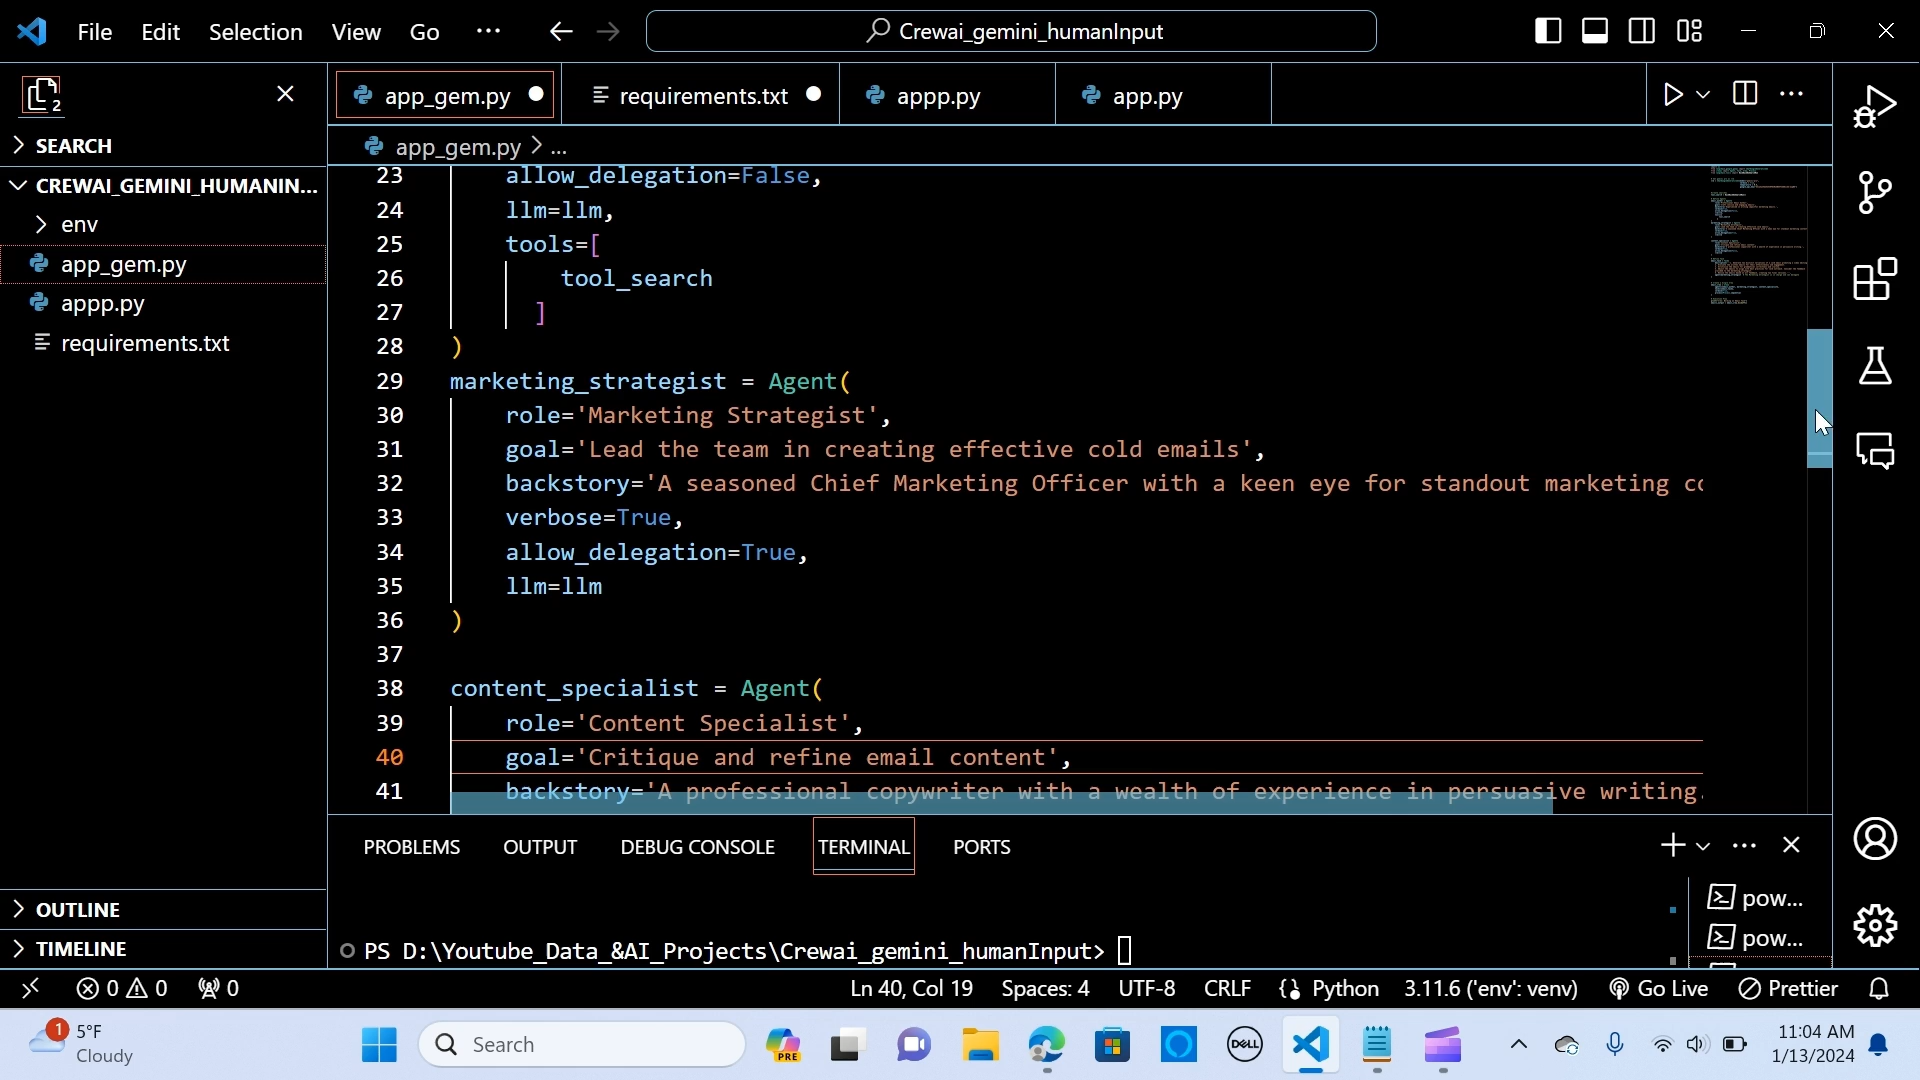 File Edit Selection View Go ··· Crewai_gemini_humanInput
2
SEARCH
CREWAI_GEMINI_HUMANIN...
env
app_gem.py
appp.py
requirements.txt
OUTLINE
TIMELINE
app_gem.py requirements.txt appp.py app.py
app_gem.py > ...
23 allow_delegation=False,
24 llm=llm,
25 tools=[
26 tool_search
27 ]
28 )
29 marketing_strategist = Agent(
30 role='Marketing Strategist',
31 goal='Lead the team in creating effective cold emails',
32 backstory='A seasoned Chief Marketing Officer with a keen eye for standout marketing co
33 verbose=True,
34 allow_delegation=True,
35 llm=llm
36 )
37
38 content_specialist = Agent(
39 role='Content Specialist',
40 goal='Critique and refine email content',
41 backstory='A professional copywriter with a wealth of experience in persuasive writing.
PROBLEMS OUTPUT DEBUG CONSOLE TERMINAL PORTS
pow...
pow...
PS D:\Youtube_Data_&AI_Projects\Crewai_gemini_humanInput>
0 0 0 Ln 40, Col 19 Spaces: 4 UTF-8 CRLF Python 3.11.6 ('env': venv) Go Live Prettier
1 5°F
Cloudy
Search
PRE
DELL
11:04 AM
1/13/2024